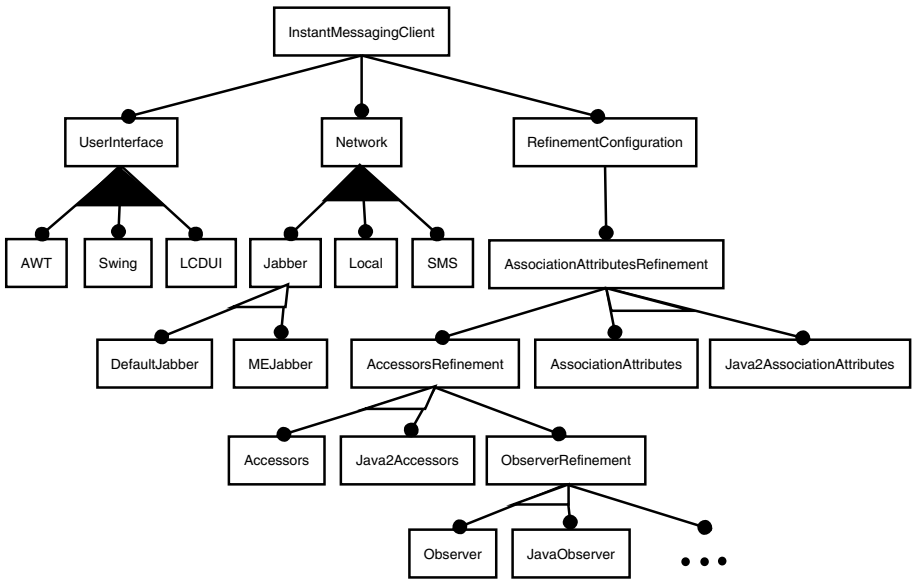 InstantMessagingClient
UserInterface
Network
RefinementConfiguration
AWT
Swing
LCDUI
Jabber
Local
SMS
AssociationAttributesRefinement
DefaultJabber
MEJabber
AccessorsRefinement
AssociationAttributes
Java2AssociationAttributes
Accessors
Java2Accessors
ObserverRefinement
Observer
JavaObserver
• • •